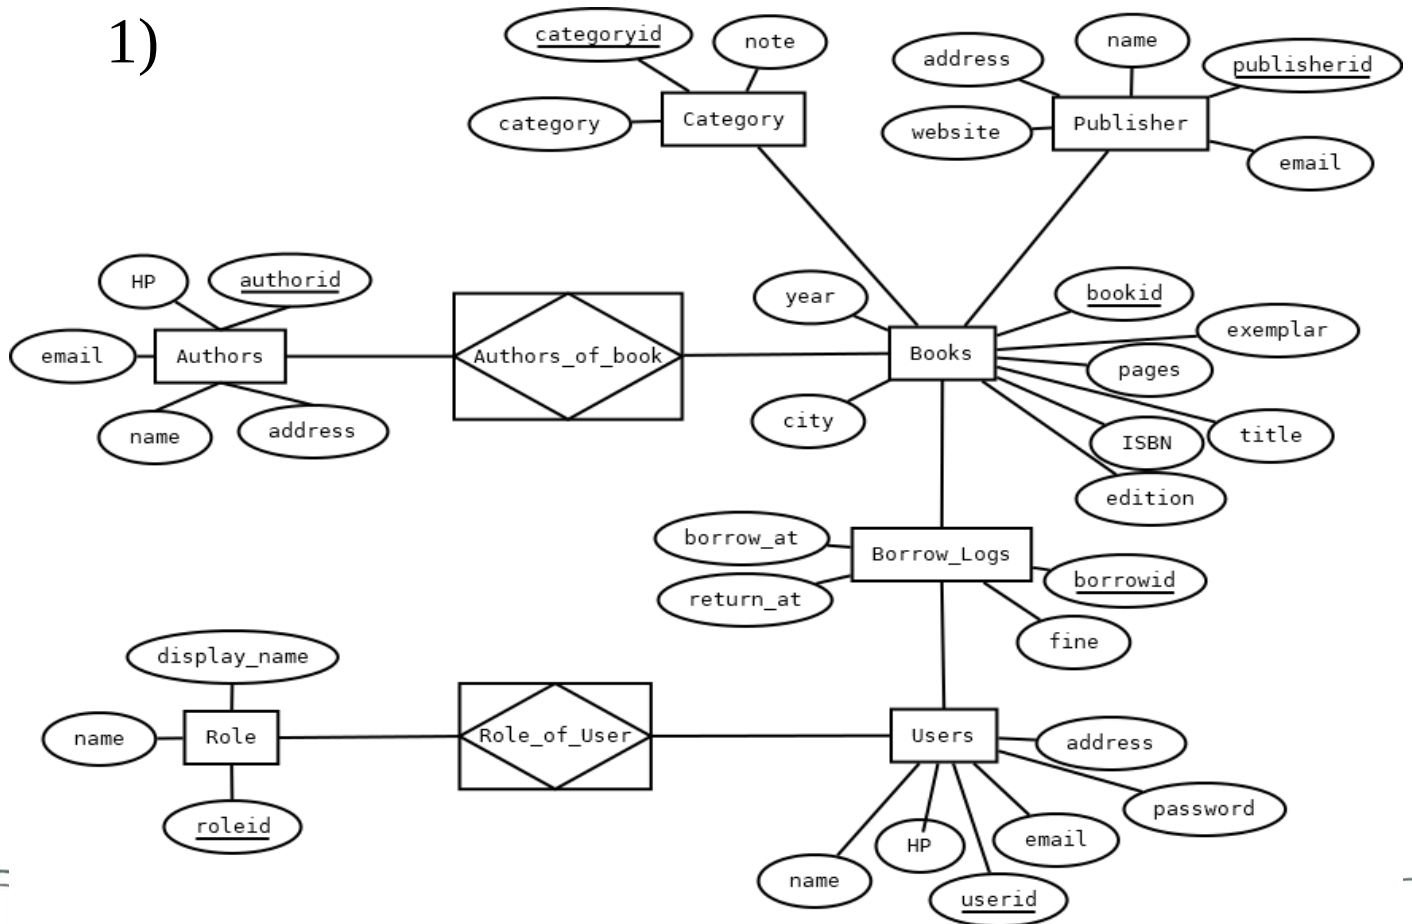 1)
categoryid
note
category
Category
address
name
publisherid
website
Publisher
email
HP
authorid
email
Authors
name
address
Authors_of_book
year
Books
city
bookid
exemplar
pages
ISBN
title
edition
borrow_at
return_at
Borrow_Logs
borrowid
fine
display_name
name
Role
roleid
Role_of_User
Users
address
password
email
HP
name
userid